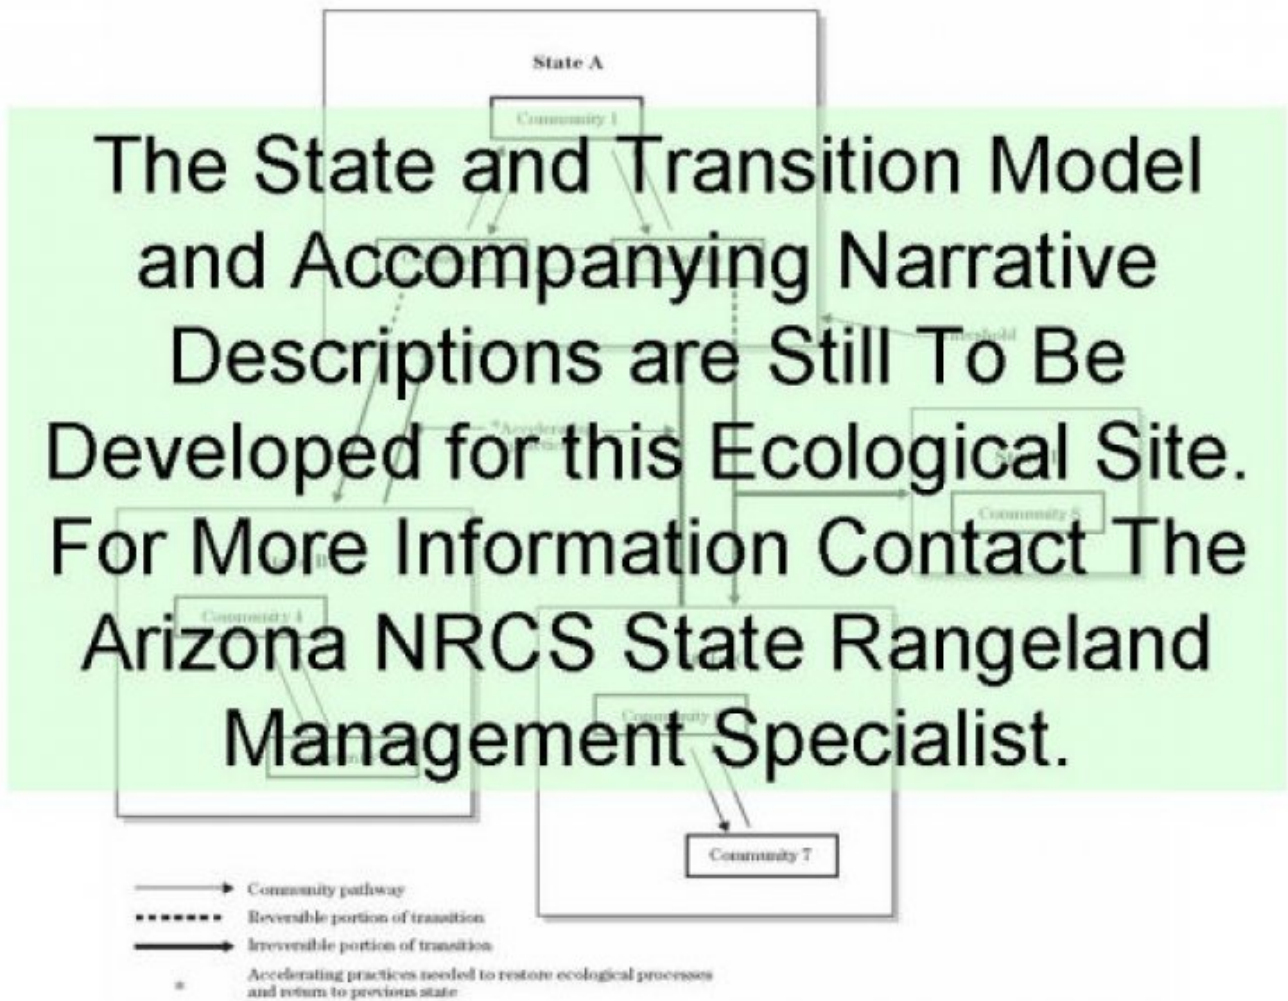 State A
Community 1
The State and Transition Model
and Accompanying Narrative
Descriptions are Still To Be
Developed for this Ecological Site.
For More Information Contact The
Arizona NRCS State Rangeland
Management Specialist.
Community 4
Community 7
Community pathway
Reversible portion of transition
Irreversible portion of transition
* Accelerating practices needed to restore ecological processes
and return to previous state